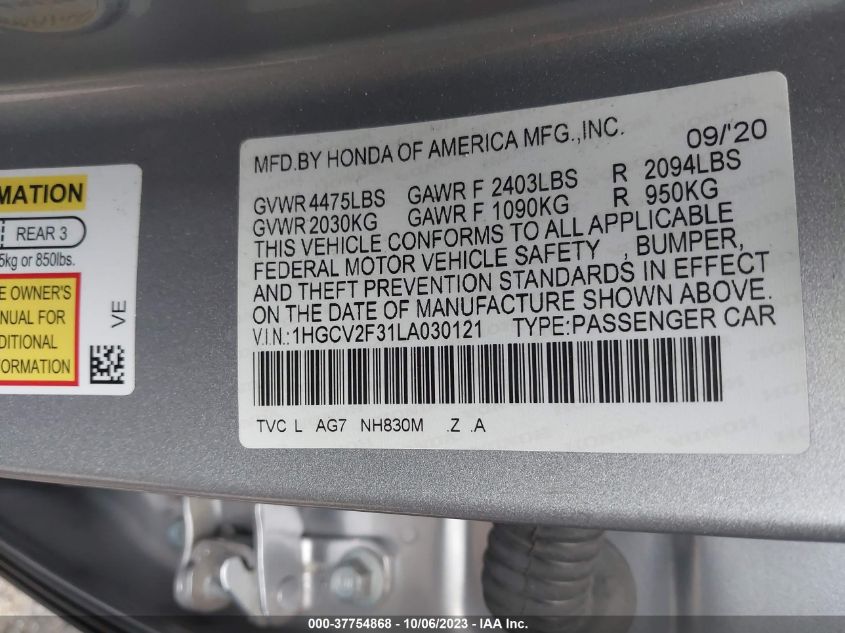 MATION
REAR 3
5kg or 850lbs.
E OWNER'S
NUAL FOR
DITIONAL
FORMATION
VE
MFD.BY HONDA OF AMERICA MFG.,INC. 09/'20
GVWR 4475LBS GAWR F 2403LBS R 2094LBS
GVWR 2030KG GAWR F 1090KG R 950KG
THIS VEHICLE CONFORMS TO ALL APPLICABLE
FEDERAL MOTOR VEHICLE SAFETY , BUMPER,
AND THEFT PREVENTION STANDARDS IN EFFECT
ON THE DATE OF MANUFACTURE SHOWN ABOVE.
V.I.N.:1HGCV2F31LA030121 TYPE:PASSENGER CAR
TVC L AG7 NH830M .Z .A
000-37754868 - 10/06/2023 - IAA Inc.